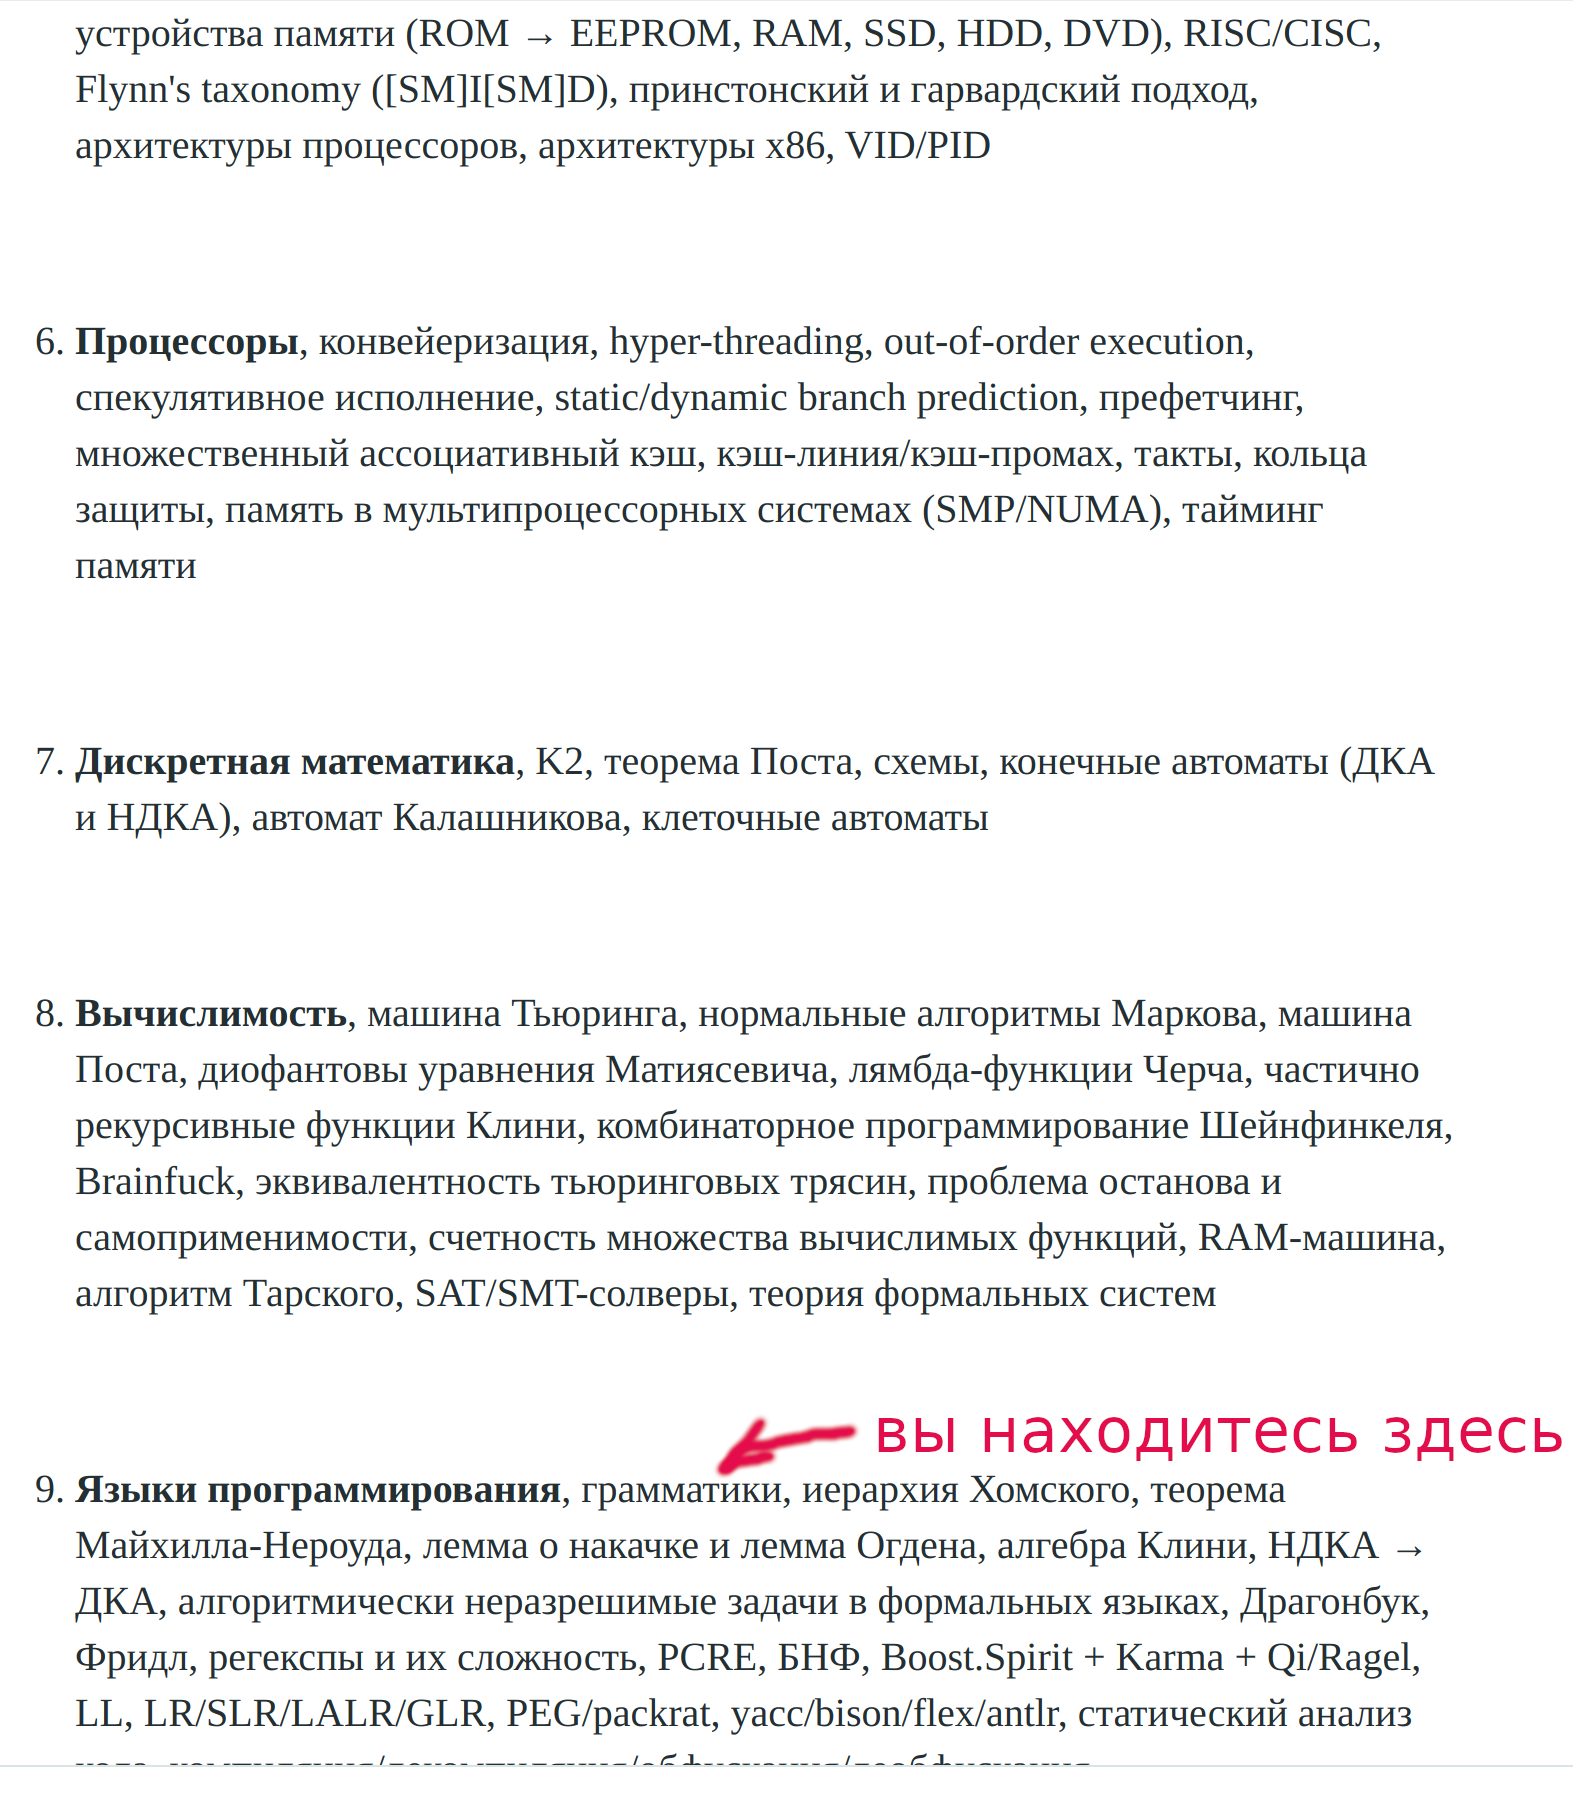 устройства памяти (ROM → EEPROM, RAM, SSD, HDD, DVD), RISC/CISC,
Flynn's taxonomy ([SM]I[SM]D), принстонский и гарвардский подход,
архитектуры процессоров, архитектуры x86, VID/PID
6. Процессоры, конвейеризация, hyper-threading, out-of-order execution,
спекулятивное исполнение, static/dynamic branch prediction, префетчинг,
множественный ассоциативный кэш, кэш-линия/кэш-промах, такты, кольца
защиты, память в мультипроцессорных системах (SMP/NUMA), тайминг
памяти
7. Дискретная математика, K2, теорема Поста, схемы, конечные автоматы (ДКА
и НДКА), автомат Калашникова, клеточные автоматы
8. Вычислимость, машина Тьюринга, нормальные алгоритмы Маркова, машина
Поста, диофантовы уравнения Матиясевича, лямбда-функции Черча, частично
рекурсивные функции Клини, комбинаторное программирование Шейнфинкеля,
Brainfuck, эквивалентность тьюринговых трясин, проблема останова и
самоприменимости, счетность множества вычислимых функций, RAM-машина,
алгоритм Тарского, SAT/SMT-солверы, теория формальных систем
вы находитесь здесь
9. Языки программирования, грамматики, иерархия Хомского, теорема
Майхилла-Нероуда, лемма о накачке и лемма Огдена, алгебра Клини, НДКА →
ДКА, алгоритмически неразрешимые задачи в формальных языках, Драгонбук,
Фридл, регекспы и их сложность, PCRE, БНФ, Boost.Spirit + Karma + Qi/Ragel,
LL, LR/SLR/LALR/GLR, PEG/packrat, yacc/bison/flex/antlr, статический анализ
кода, компиляция/декомпиляция/обфускация/деобфускация